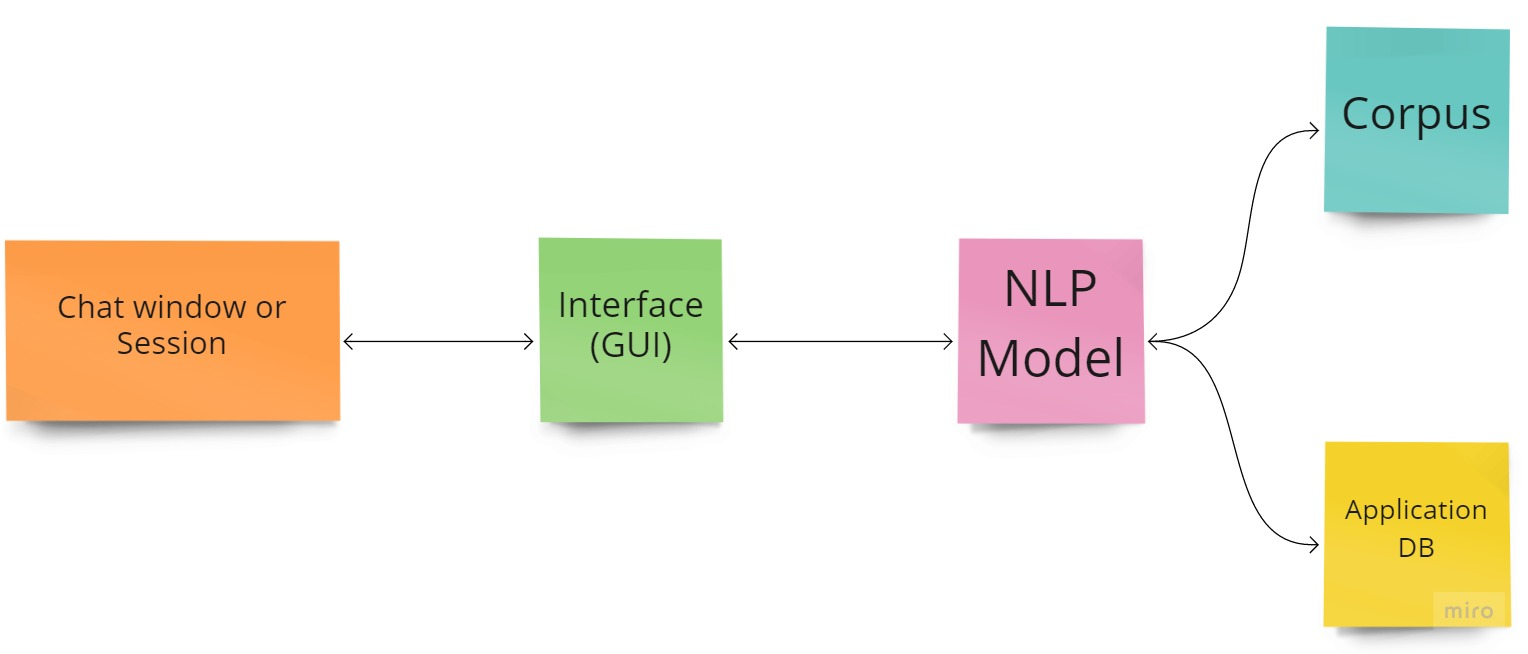 Chat window or
Session
Interface
(GUI)
NLP
Model
Corpus
Application
DB
miro